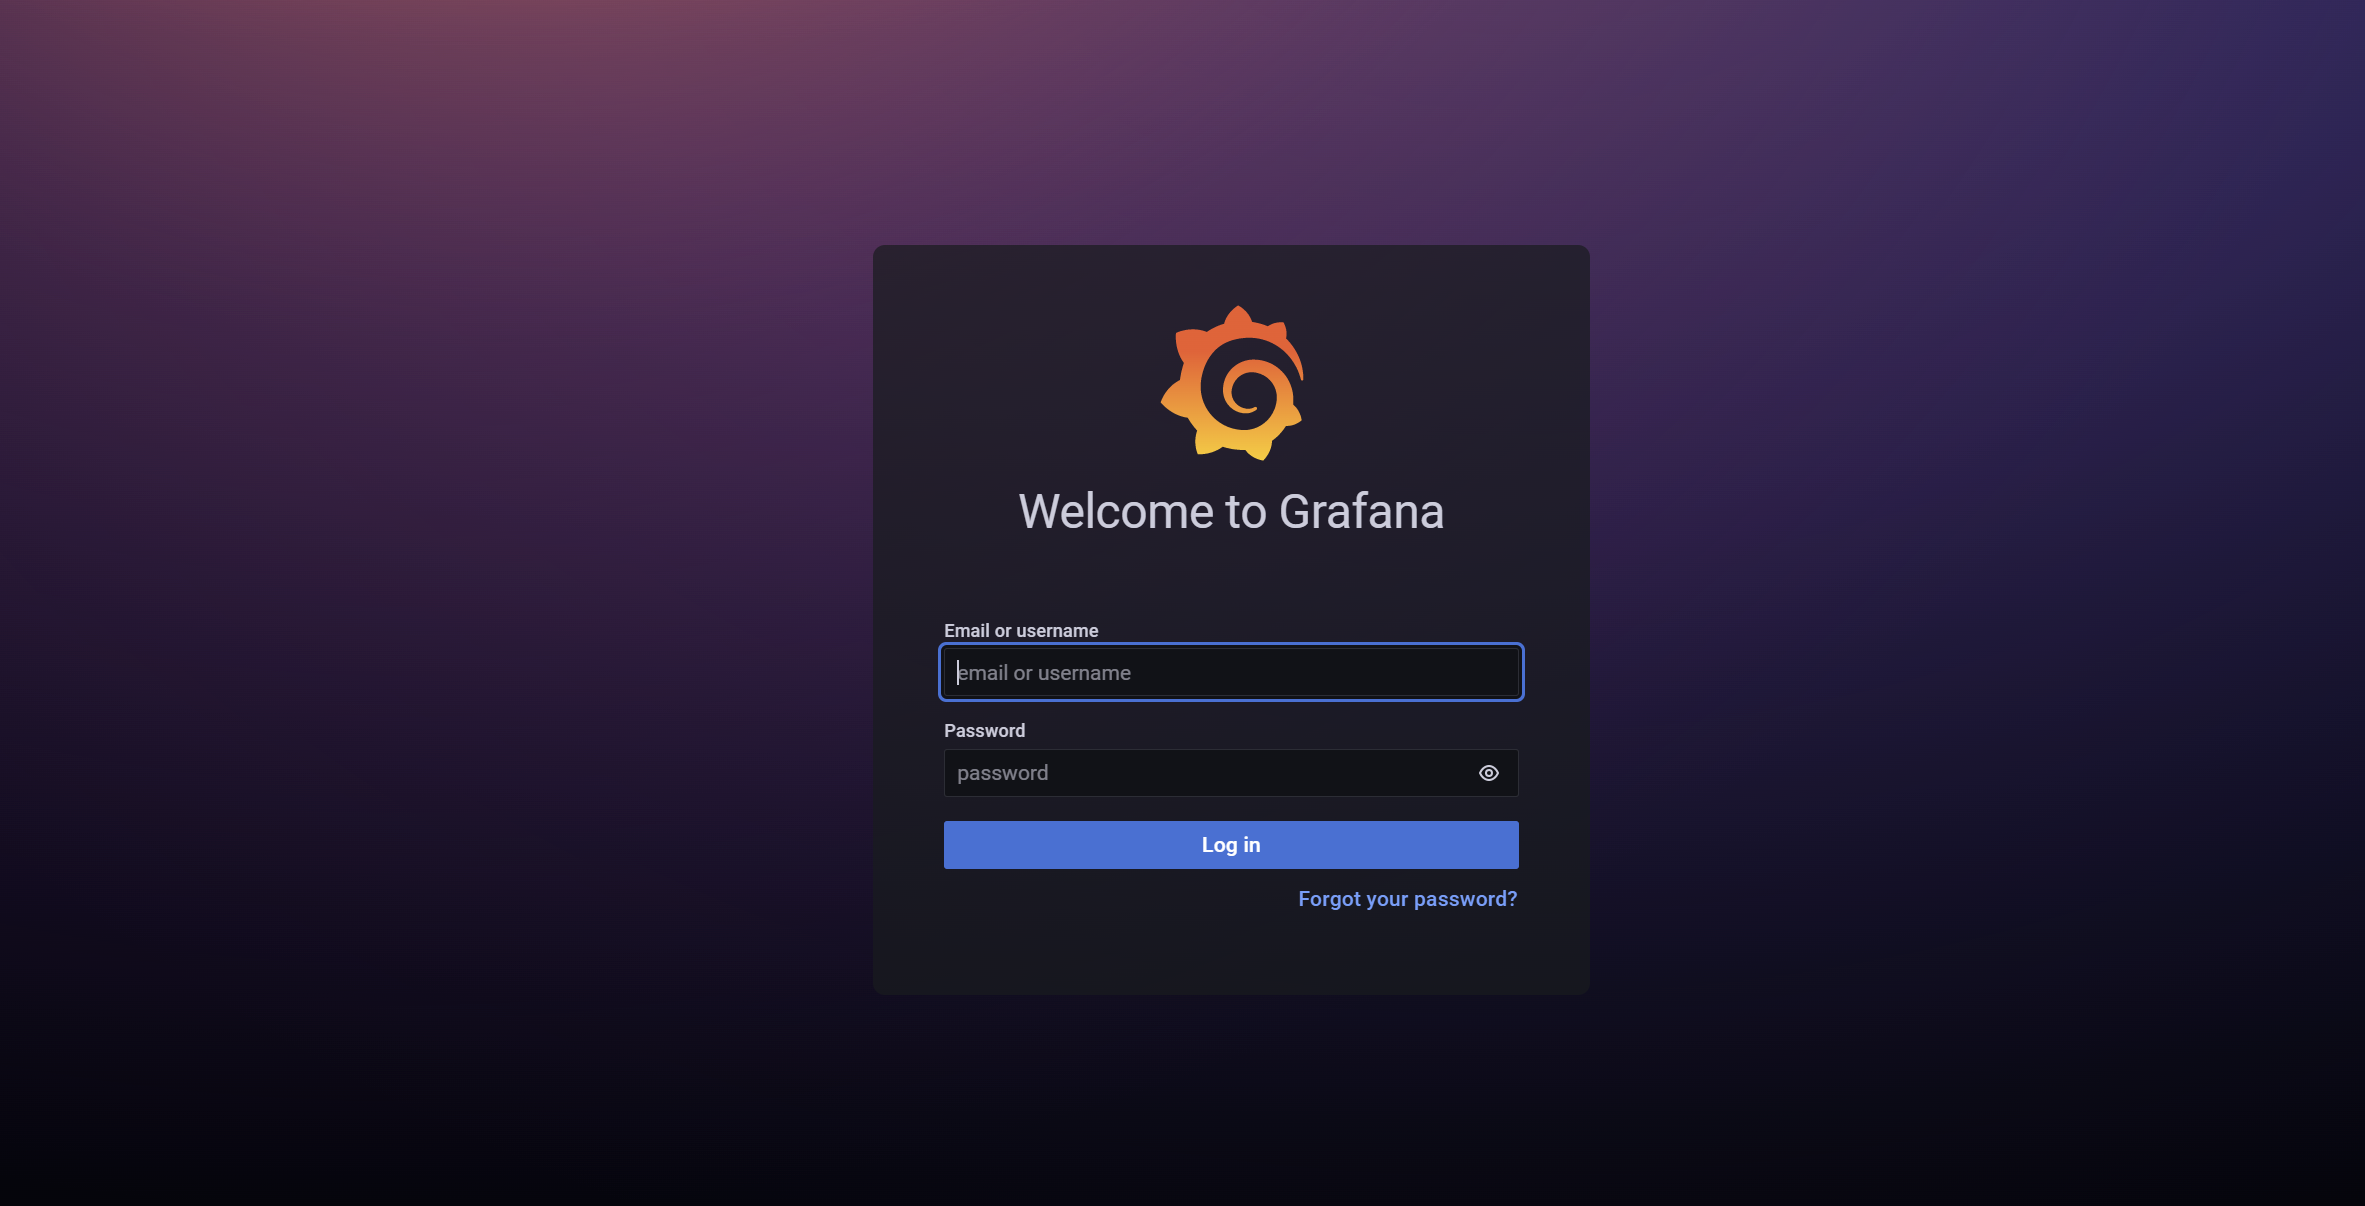 Welcome to Grafana
Email or username
email or username
Password
password
Log in
Forgot your password?